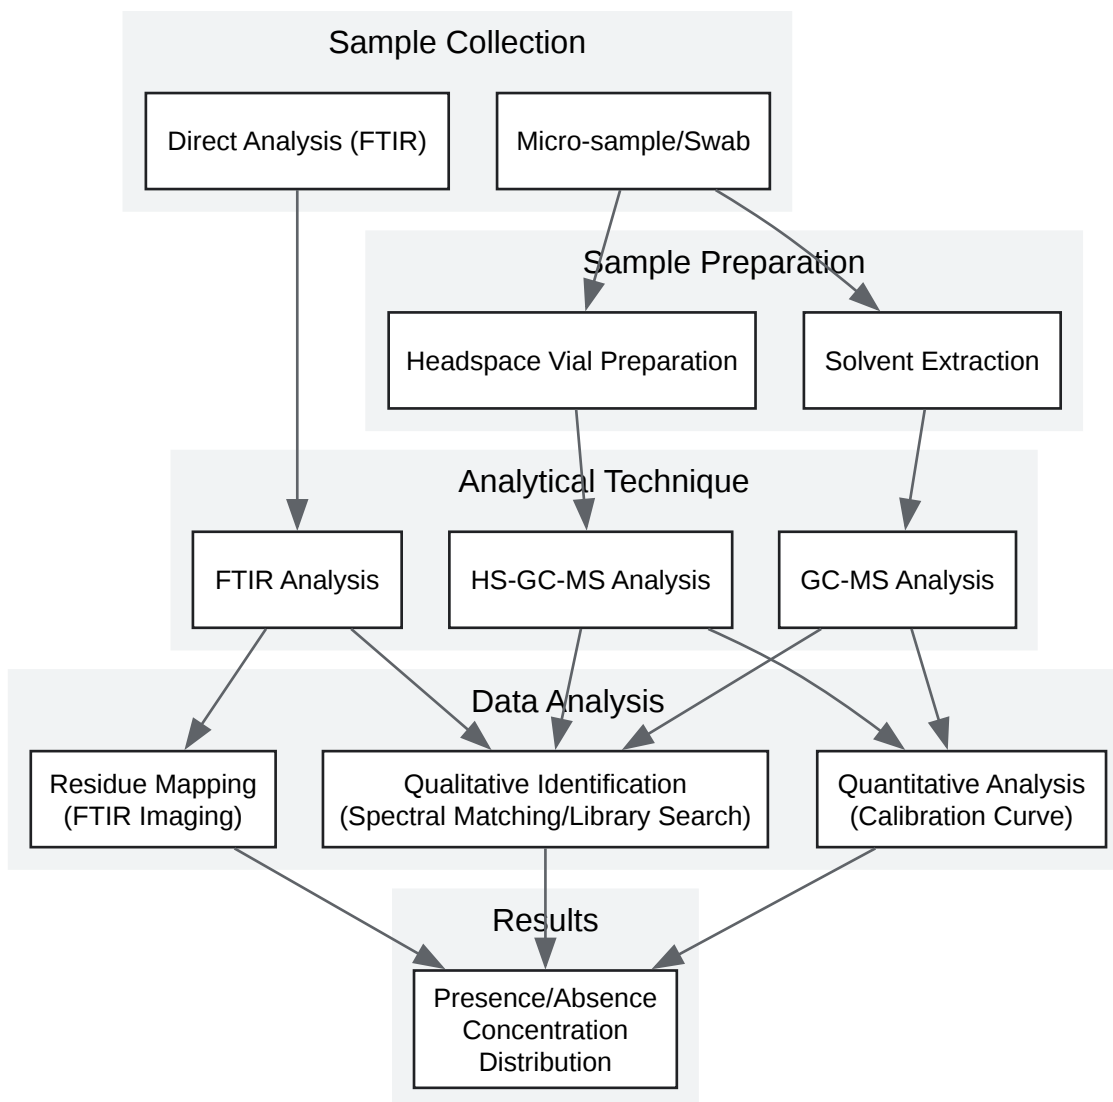 Sample Collection
Direct Analysis (FTIR)
Micro-sample/Swab
Sample Preparation
Headspace Vial Preparation
Solvent Extraction
Analytical Technique
FTIR Analysis
HS-GC-MS Analysis
GC-MS Analysis
Data Analysis
Residue Mapping
(FTIR Imaging)
Qualitative Identification
(Spectral Matching/Library Search)
Quantitative Analysis
(Calibration Curve)
Results
Presence/Absence
Concentration
Distribution